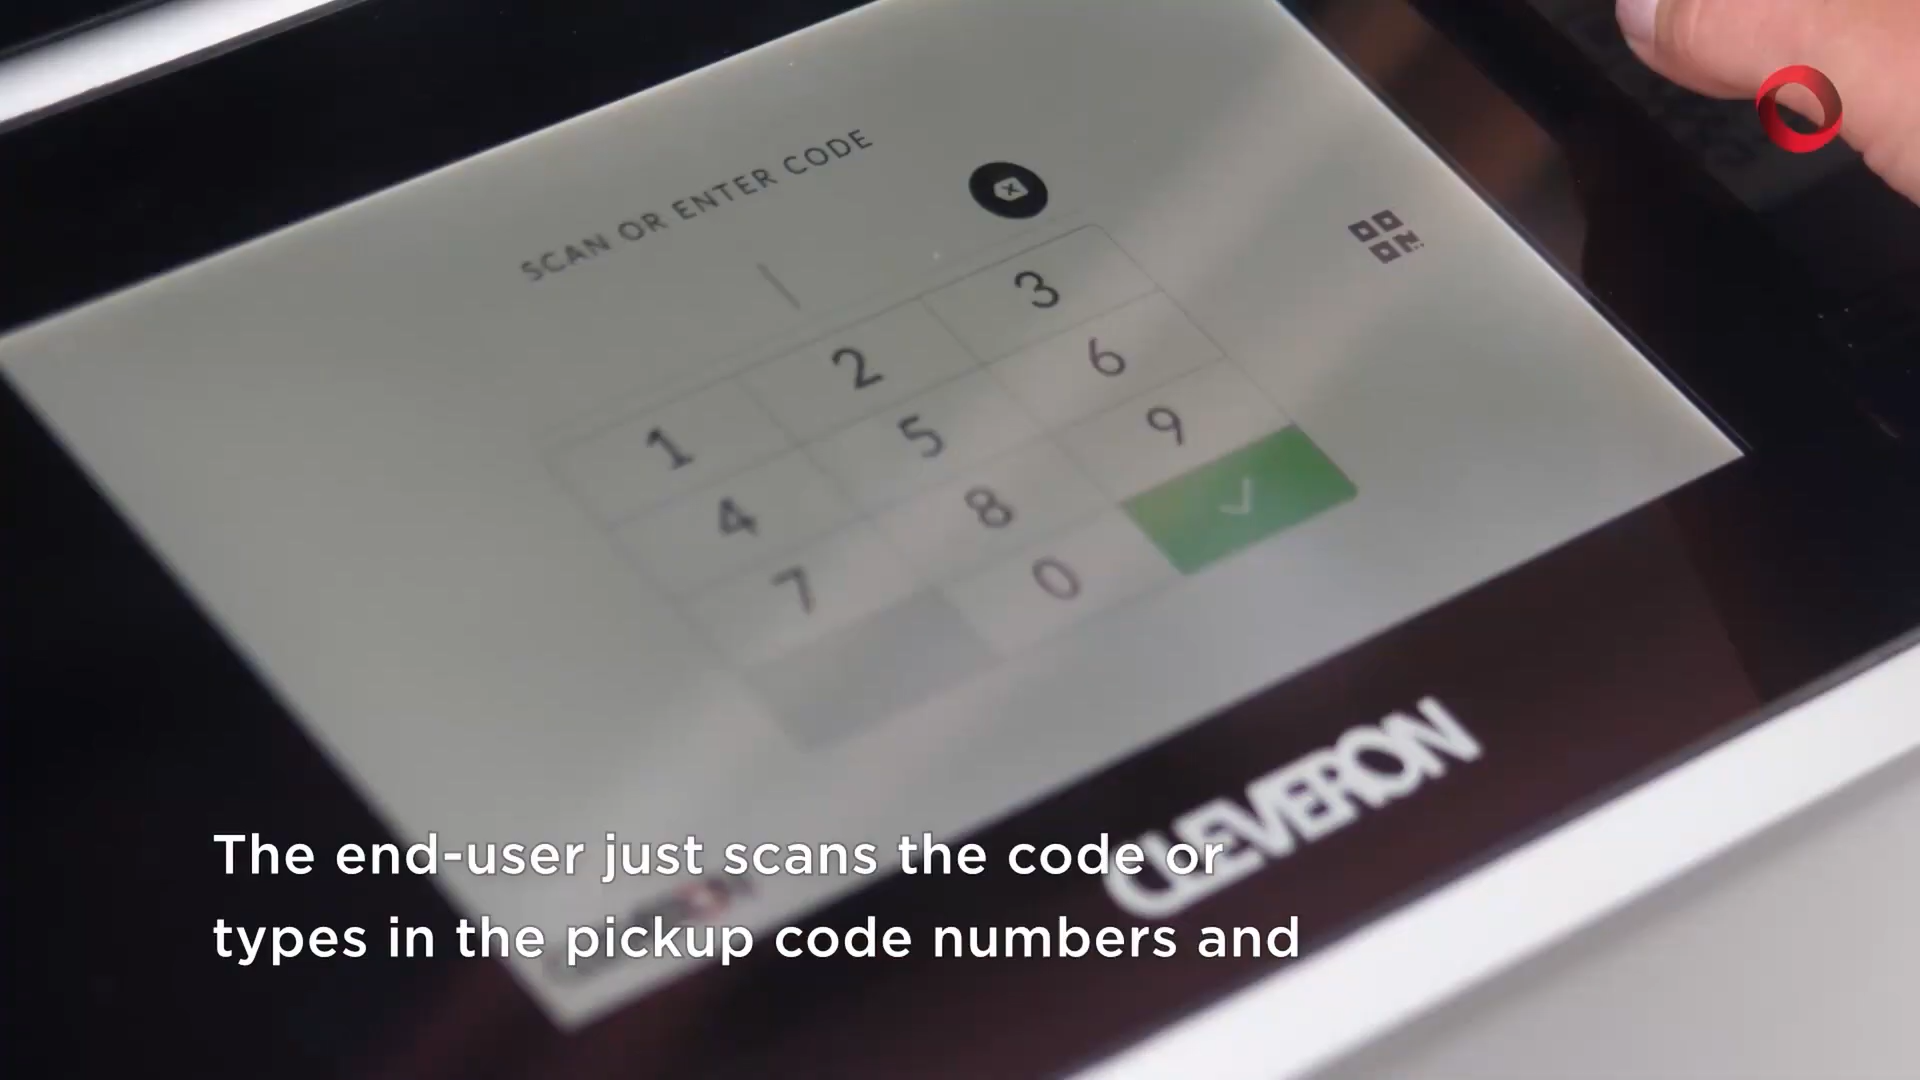 SCAN OR ENTER CODE
1 2 3
4 5 6
7 8 9
0
CLEVERON
The end-user just scans the code or
types in the pickup code numbers and